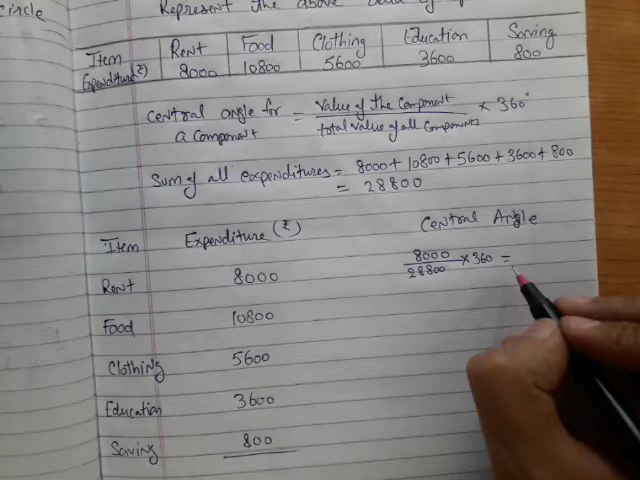 circle
Represent the above data by
Item Rent Food Clothing Education Saving
Expenditure(₹) 8000 10800 5600 3600 800
Central angle for a component = Value of the Component / total value of all Components × 360°
Sum of all expenditures = 8000 + 10800 + 5600 + 3600 + 800
= 28800
Item Expenditure (₹) Central Angle
Rent 8000 8000/28800 × 360 =
Food 10800
Clothing 5600
Education 3600
Saving 800